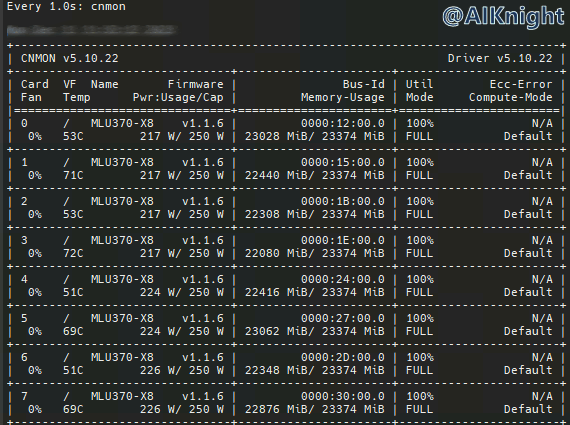 Every 1.0s: cnmon
@AIKnight
CNMON v5.10.22 Driver v5.10.22
Card VF Name Firmware | Bus-Id | Util Ecc-Error
Fan Temp Pwr:Usage/Cap | Memory-Usage | Mode Compute-Mode
0 / MLU370-X8 v1.1.6 | 0000:12:00.0 | 100% N/A
0% 53C 217 W/ 250 W | 23028 MiB/ 23374 MiB | FULL Default
1 / MLU370-X8 v1.1.6 | 0000:15:00.0 | 100% N/A
0% 71C 217 W/ 250 W | 22440 MiB/ 23374 MiB | FULL Default
2 / MLU370-X8 v1.1.6 | 0000:1B:00.0 | 100% N/A
0% 53C 217 W/ 250 W | 22308 MiB/ 23374 MiB | FULL Default
3 / MLU370-X8 v1.1.6 | 0000:1E:00.0 | 100% N/A
0% 72C 217 W/ 250 W | 22080 MiB/ 23374 MiB | FULL Default
4 / MLU370-X8 v1.1.6 | 0000:24:00.0 | 100% N/A
0% 51C 224 W/ 250 W | 22416 MiB/ 23374 MiB | FULL Default
5 / MLU370-X8 v1.1.6 | 0000:27:00.0 | 100% N/A
0% 69C 224 W/ 250 W | 23062 MiB/ 23374 MiB | FULL Default
6 / MLU370-X8 v1.1.6 | 0000:2D:00.0 | 100% N/A
0% 51C 226 W/ 250 W | 22348 MiB/ 23374 MiB | FULL Default
7 / MLU370-X8 v1.1.6 | 0000:30:00.0 | 100% N/A
0% 69C 226 W/ 250 W | 22876 MiB/ 23374 MiB | FULL Default